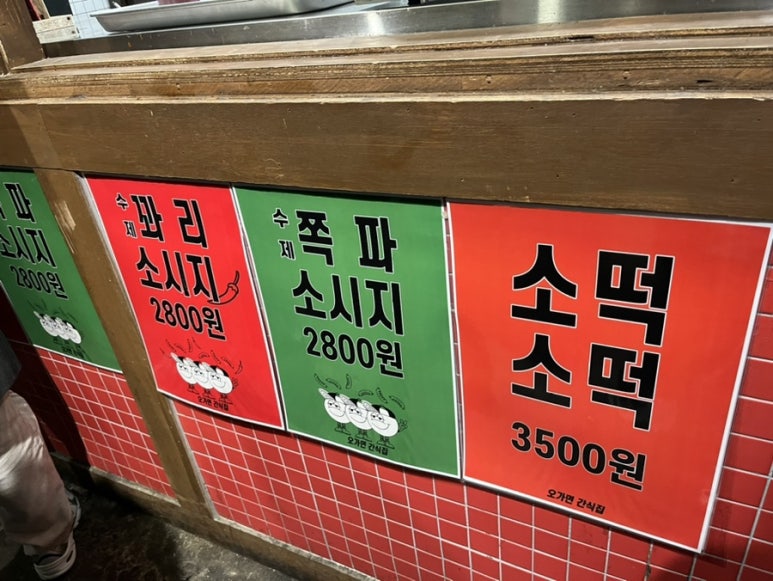 파
소시지
2800원
수제
꽈리
소시지
2800원
오가면 간식집
수제
쪽파
소시지
2800원
오가면 간식집
소떡
소떡
3500원
오가면 간식집